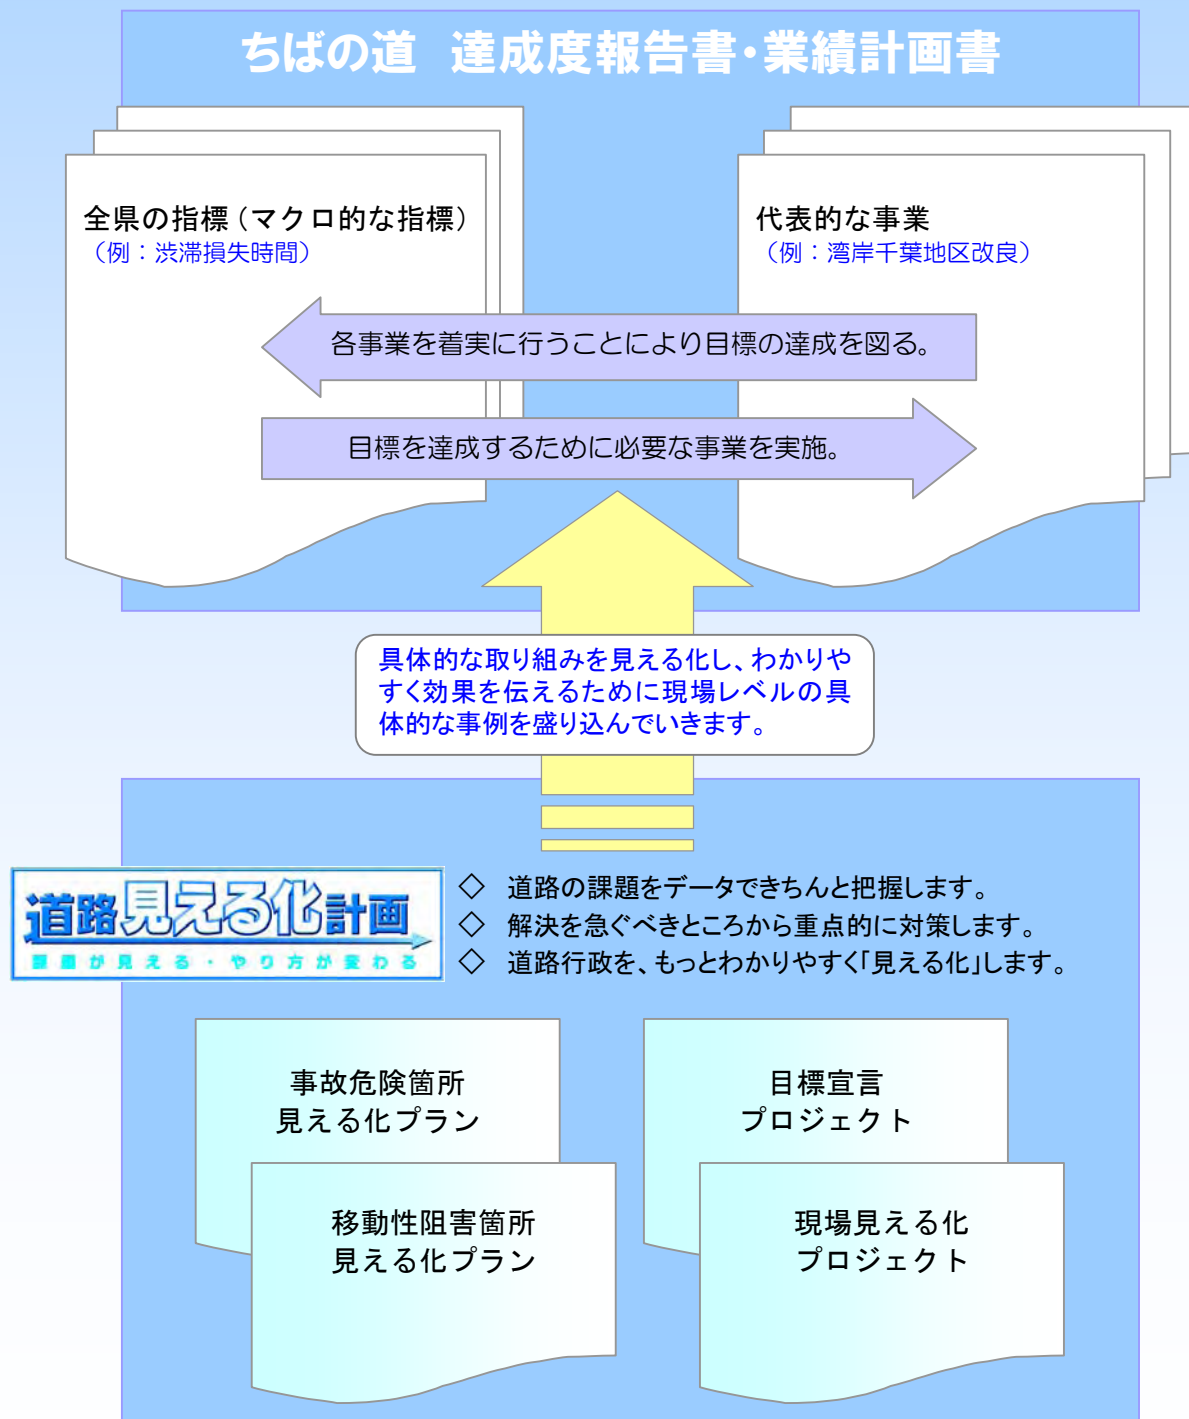 ちばの道　達成度報告書・業績計画書
全県の指標（マクロ的な指標）
（例：渋滞損失時間）
代表的な事業
（例：湾岸千葉地区改良）
各事業を着実に行うことにより目標の達成を図る。
目標を達成するために必要な事業を実施。
具体的な取り組みを見える化し、わかりや
すく効果を伝えるために現場レベルの具
体的な事例を盛り込んでいきます。
道路見える化計画
課題が見える・やり方が変わる
◇　道路の課題をデータできちんと把握します。
◇　解決を急ぐべきところから重点的に対策します。
◇　道路行政を、もっとわかりやすく「見える化」します。
事故危険箇所
見える化プラン
移動性阻害箇所
見える化プラン
目標宣言
プロジェクト
現場見える化
プロジェクト